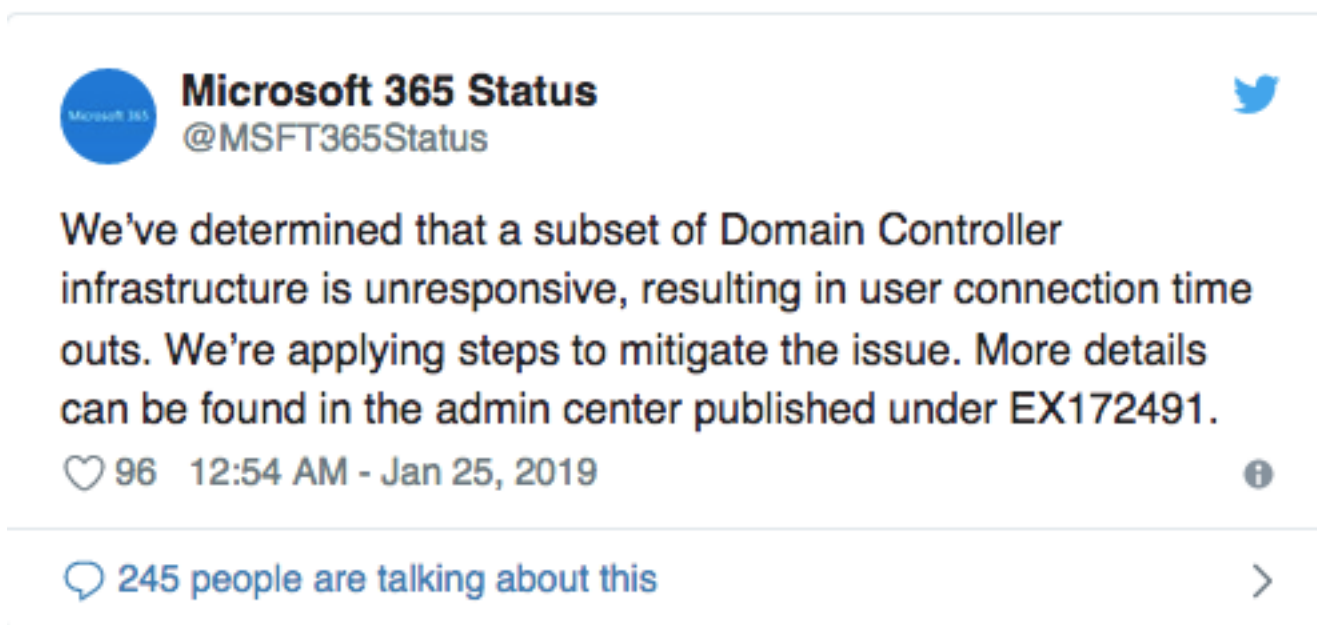 Microsoft 365
Microsoft 365 Status
@MSFT365Status
We’ve determined that a subset of Domain Controller
infrastructure is unresponsive, resulting in user connection time
outs. We’re applying steps to mitigate the issue. More details
can be found in the admin center published under EX172491.
96 12:54 AM - Jan 25, 2019
245 people are talking about this